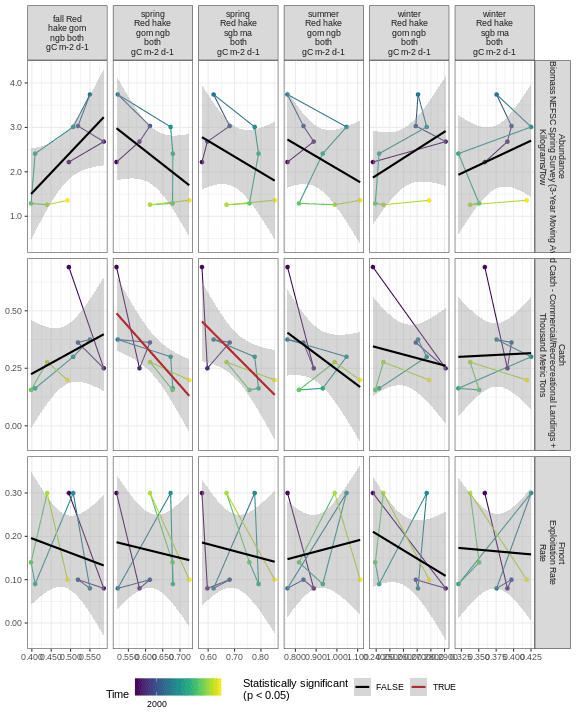 fall Red
hake gom
ngb both
gC m-2 d-1
spring
Red hake
gom ngb
both
gC m-2 d-1
spring
Red hake
sgb ma
both
gC m-2 d-1
summer
Red hake
gom ngb
both
gC m-2 d-1
winter
Red hake
gom ngb
both
gC m-2 d-1
winter
Red hake
sgb ma
both
gC m-2 d-1
4.0
3.0
2.0
1.0
Abundance
Biomass NEFSC Spring Survey (3-Year Moving
Kilograms/Tow
0.50
0.25
0.00
Catch
Catch - Commercial/Recreational Landings +
Thousand Metric Tons
0.30
0.20
0.10
0.00
Fmort
Exploitation Rate
Rate
0.400 0.450 0.500 0.550
0.550 0.600 0.650 0.700
0.60 0.70 0.80
0.800 0.900 1.000 1.100
0.325 0.350 0.375 0.400 0.425
Time
2000
Statistically significant
(p < 0.05)
FALSE
TRUE